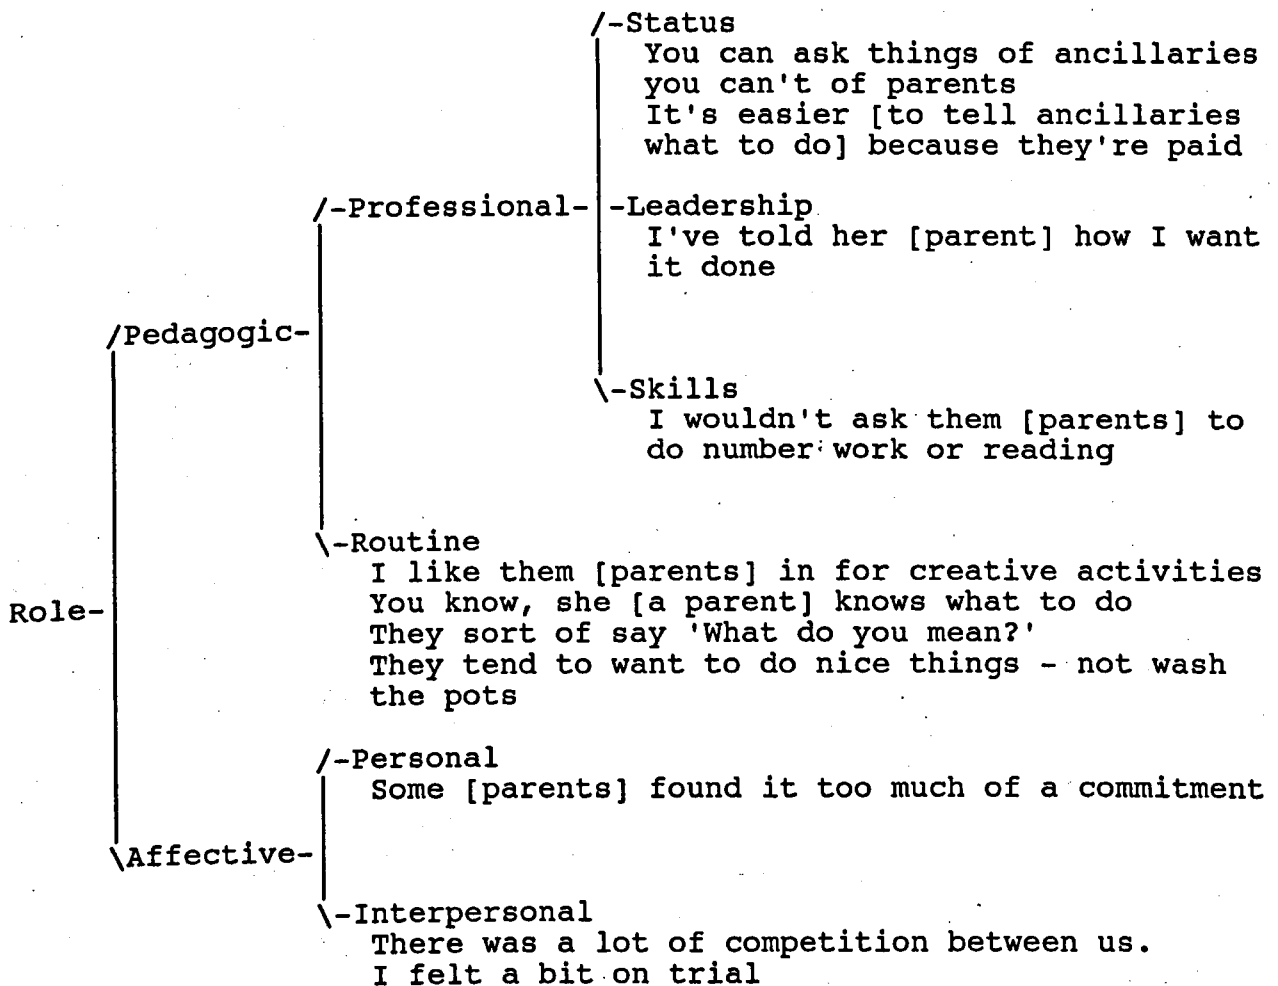 /-Status
You can ask things of ancillaries
you can't of parents
It's easier [to tell ancillaries
what to do] because they're paid
/-Professional-
-Leadership
I've told her [parent] how I want
it done
/Pedagogic-
\-Skills
I wouldn't ask them [parents] to
do number work or reading
\-Routine
I like them [parents] in for creative activities
Role-
You know, she [a parent] knows what to do
They sort of say 'What do you mean?'
They tend to want to do nice things - not wash
the pots
/-Personal
Some [parents] found it too much of a commitment
\Affective-
\-Interpersonal
There was a lot of competition between us.
I felt a bit on trial